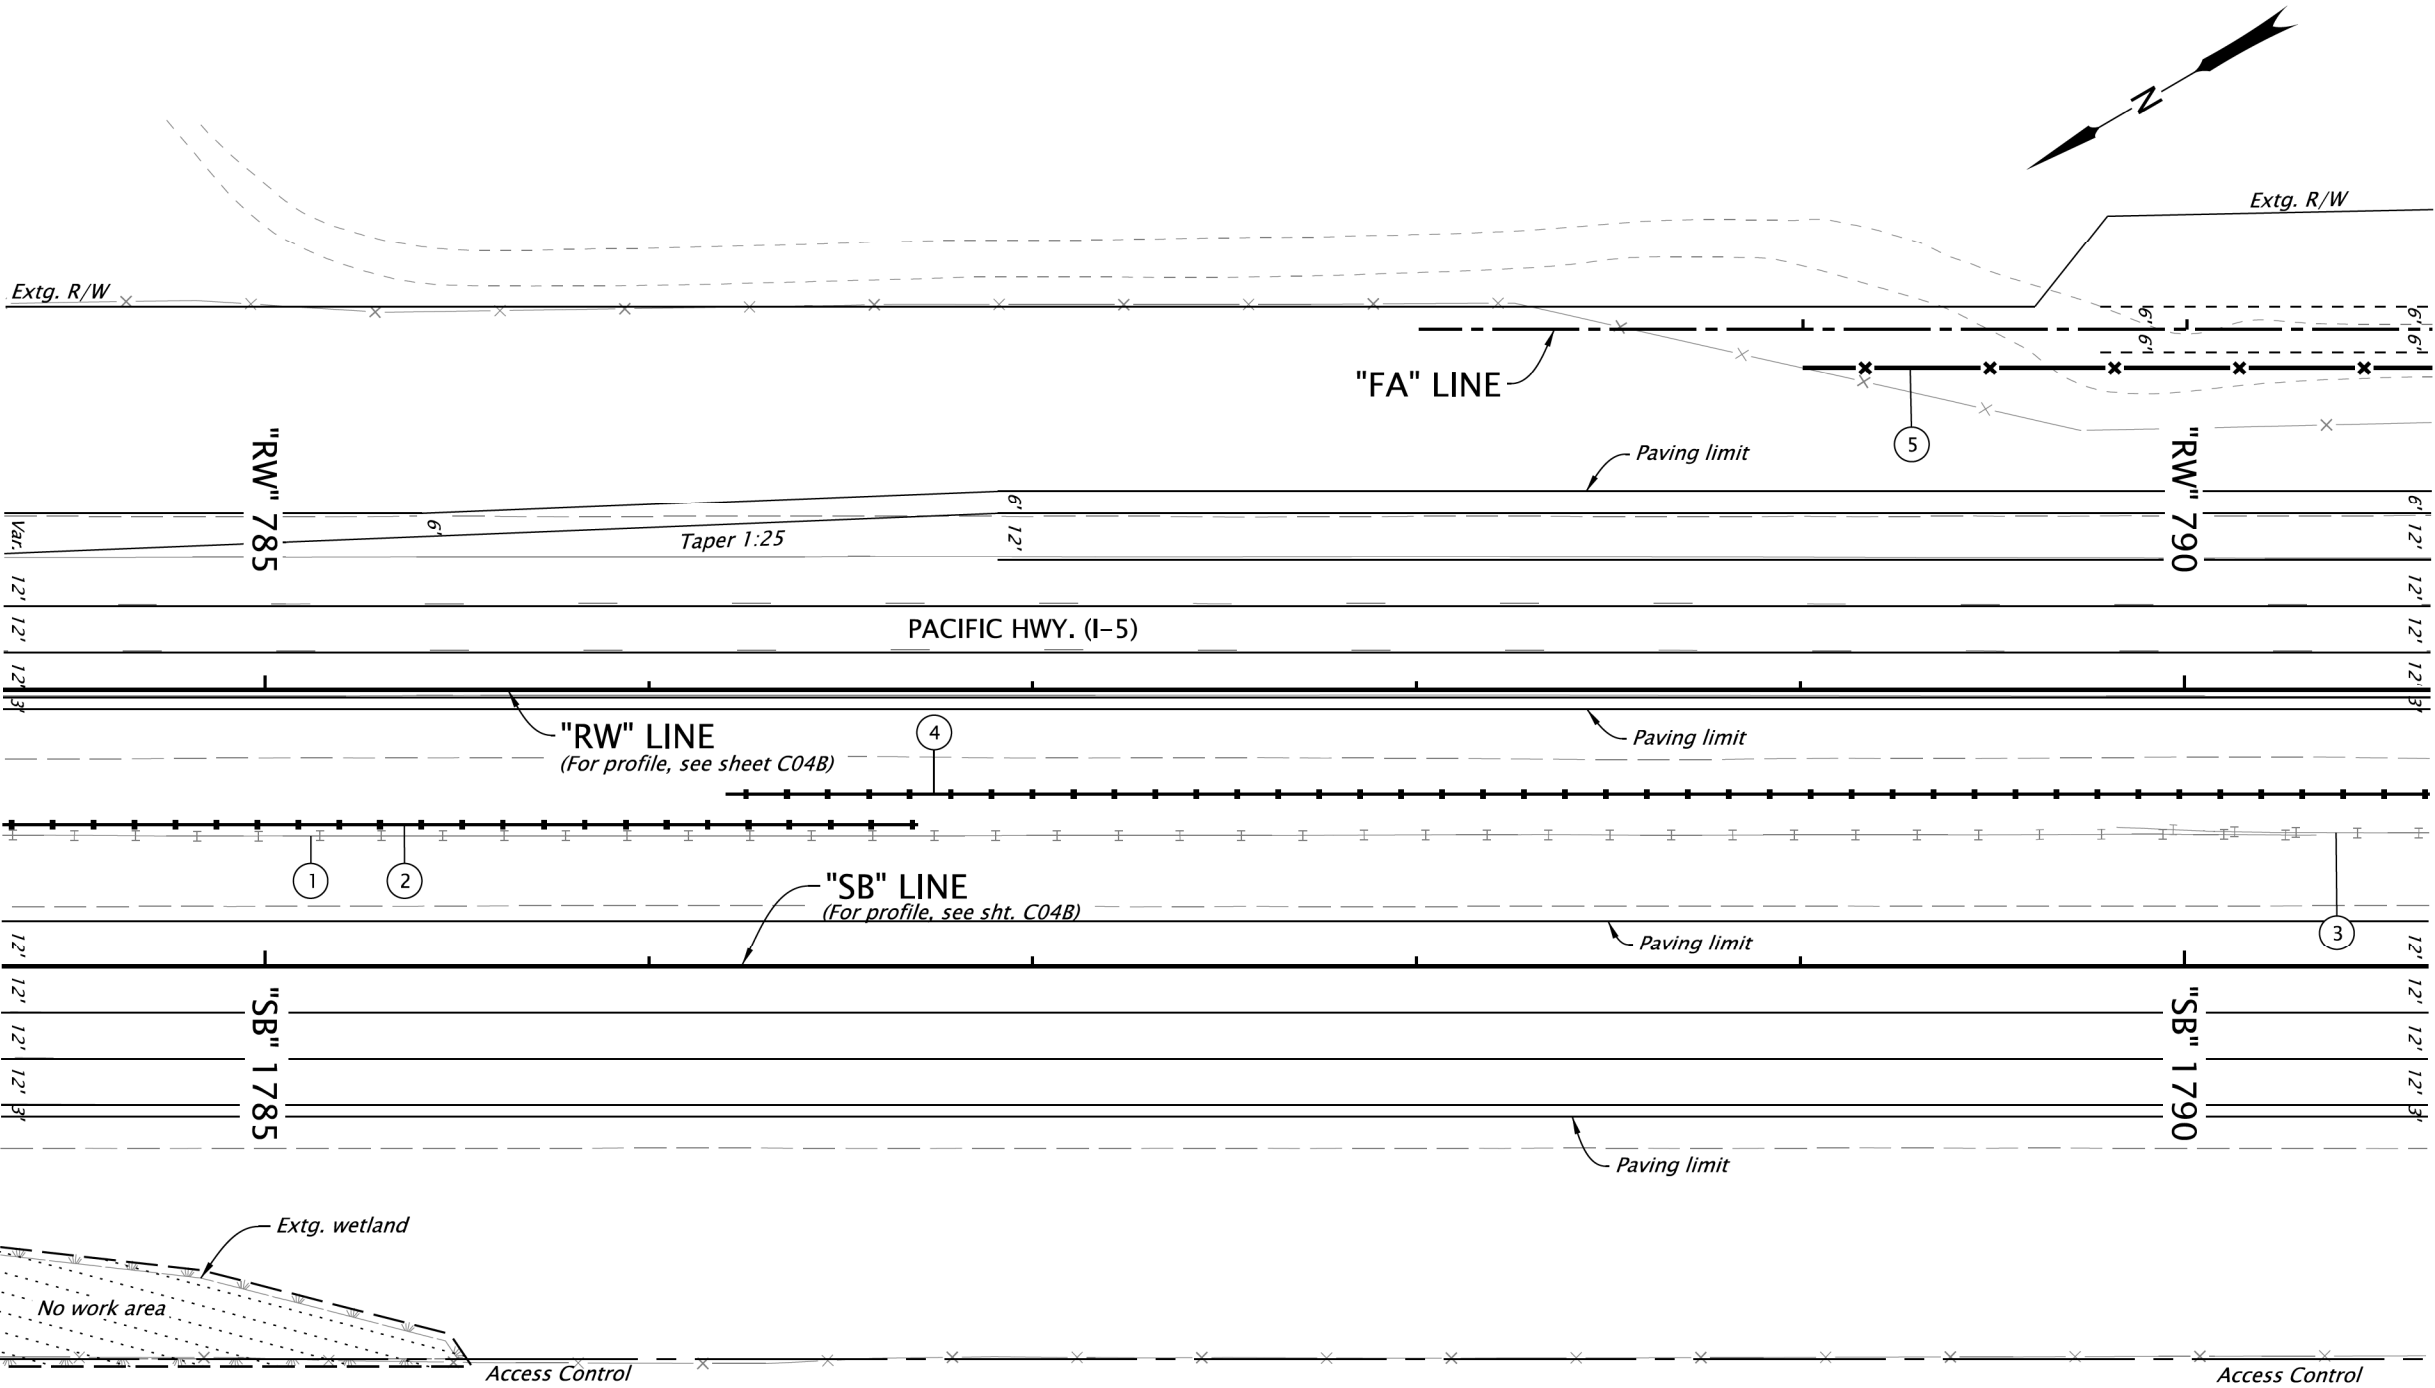 N
Extg. R/W
Extg. R/W
6'
6'
6'
6'
"FA" LINE
5
"RW" 785
"RW" 790
Paving limit
Var.
6'
6'
6'
Taper 1:25
12'
12'
12'
12'
12'
PACIFIC HWY. (I-5)
12'
12'
12'
3'
3'
"RW" LINE
(For profile, see sheet C04B)
4
Paving limit
1
2
"SB" LINE
(For profile, see sht. C04B)
3
Paving limit
12'
12'
12'
12'
"SB" 1785
"SB" 1790
12'
12'
12'
12'
3'
3'
Paving limit
Extg. wetland
No work area
Access Control
Access Control